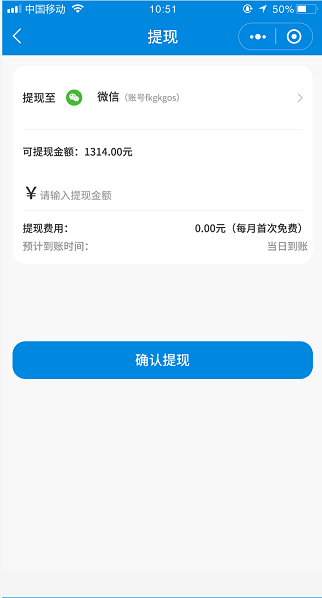 中国移动 10:51 50%
提现
提现至 微信（账号fkgkgos）
可提现金额：1314.00元
￥请输入提现金额
提现费用： 0.00元（每月首次免费）
预计到账时间： 当日到账
确认提现